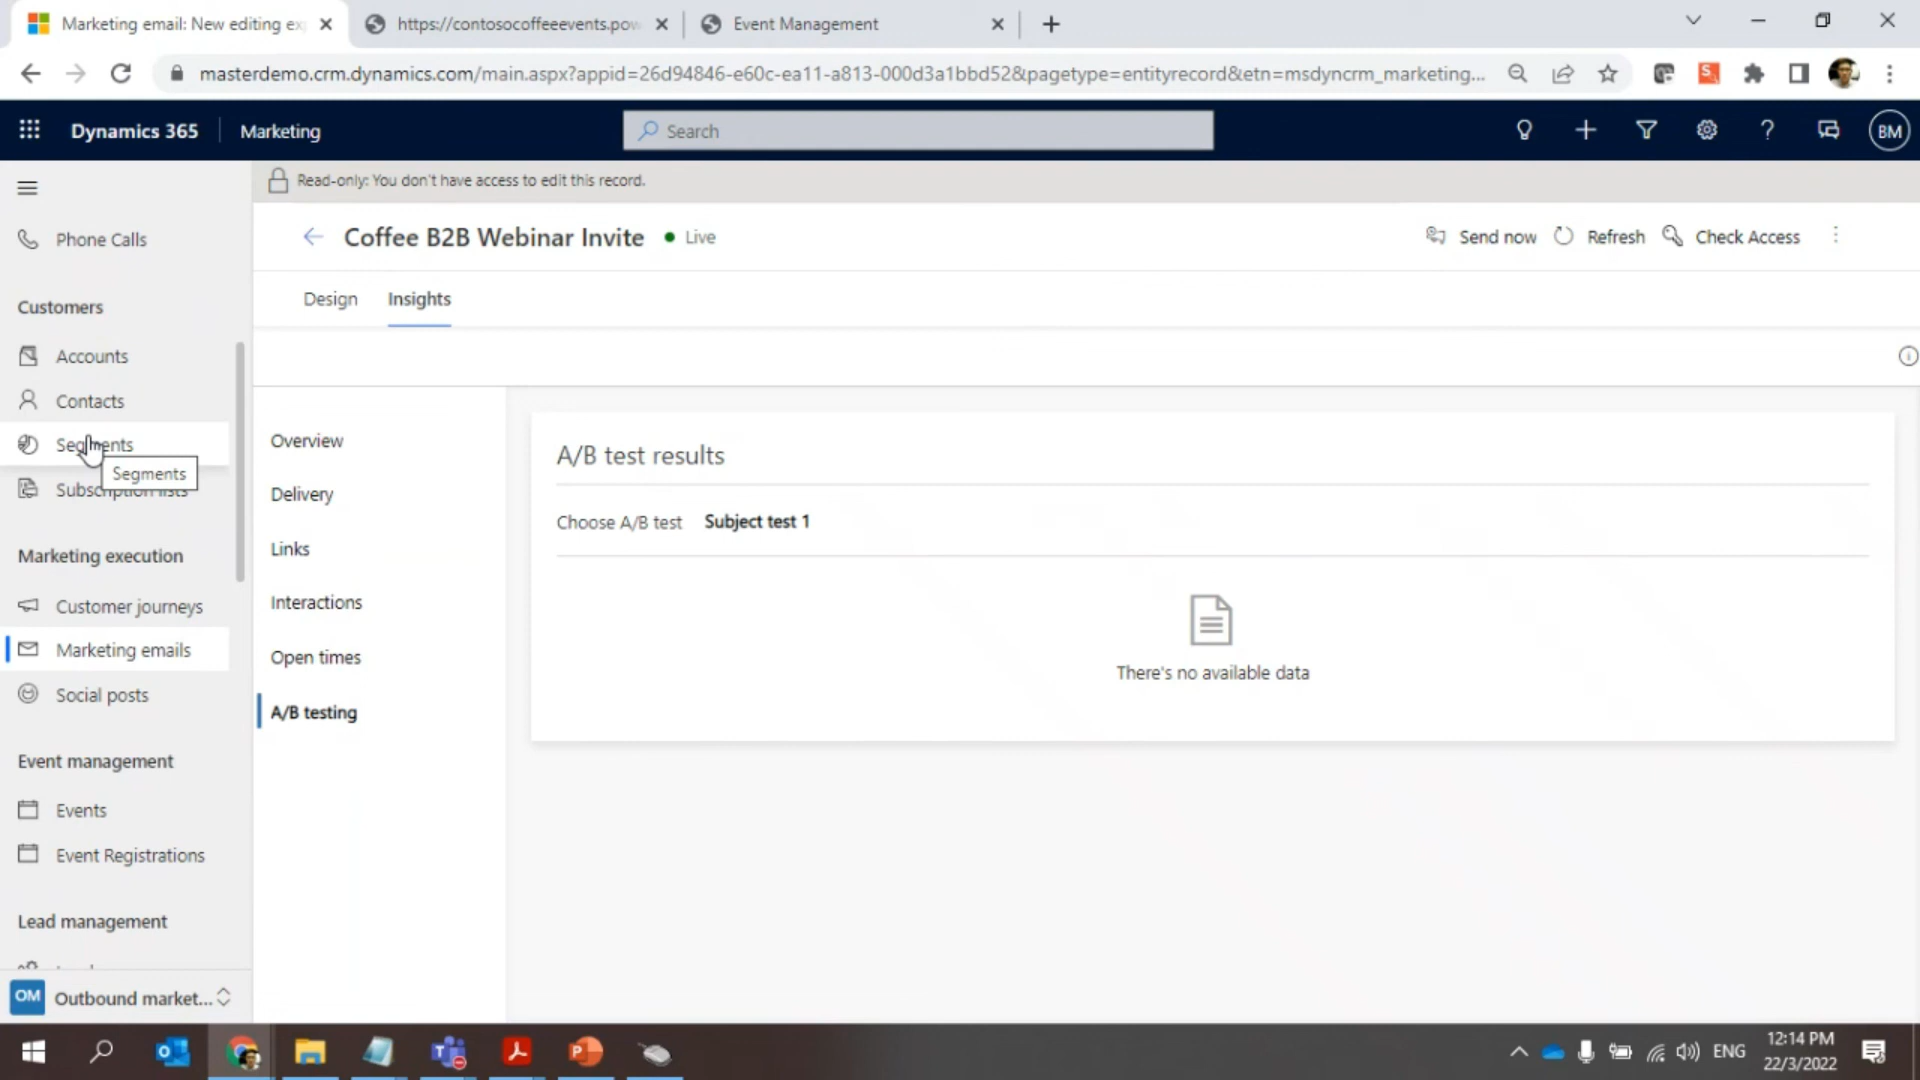 Marketing email: New editing ex
https://contosocoffeeevents.pow
Event Management
masterdemo.crm.dynamics.com/main.aspx?appid=26d94846-e60c-ea11-a813-000d3a1bbd52&pagetype=entityrecord&etn=msdyncrm_marketing...
Dynamics 365
Marketing
Search
BM
Read-only: You don't have access to edit this record.
Phone Calls
Customers
Accounts
Contacts
Segments
Segments
Subscription lists
Marketing execution
Customer journeys
Marketing emails
Social posts
Event management
Events
Event Registrations
Lead management
OM Outbound market...
Coffee B2B Webinar Invite
Live
Send now
Refresh
Check Access
Design
Insights
Overview
Delivery
Links
Interactions
Open times
A/B testing
A/B test results
Choose A/B test Subject test 1
There's no available data
ENG
12:14 PM
22/3/2022